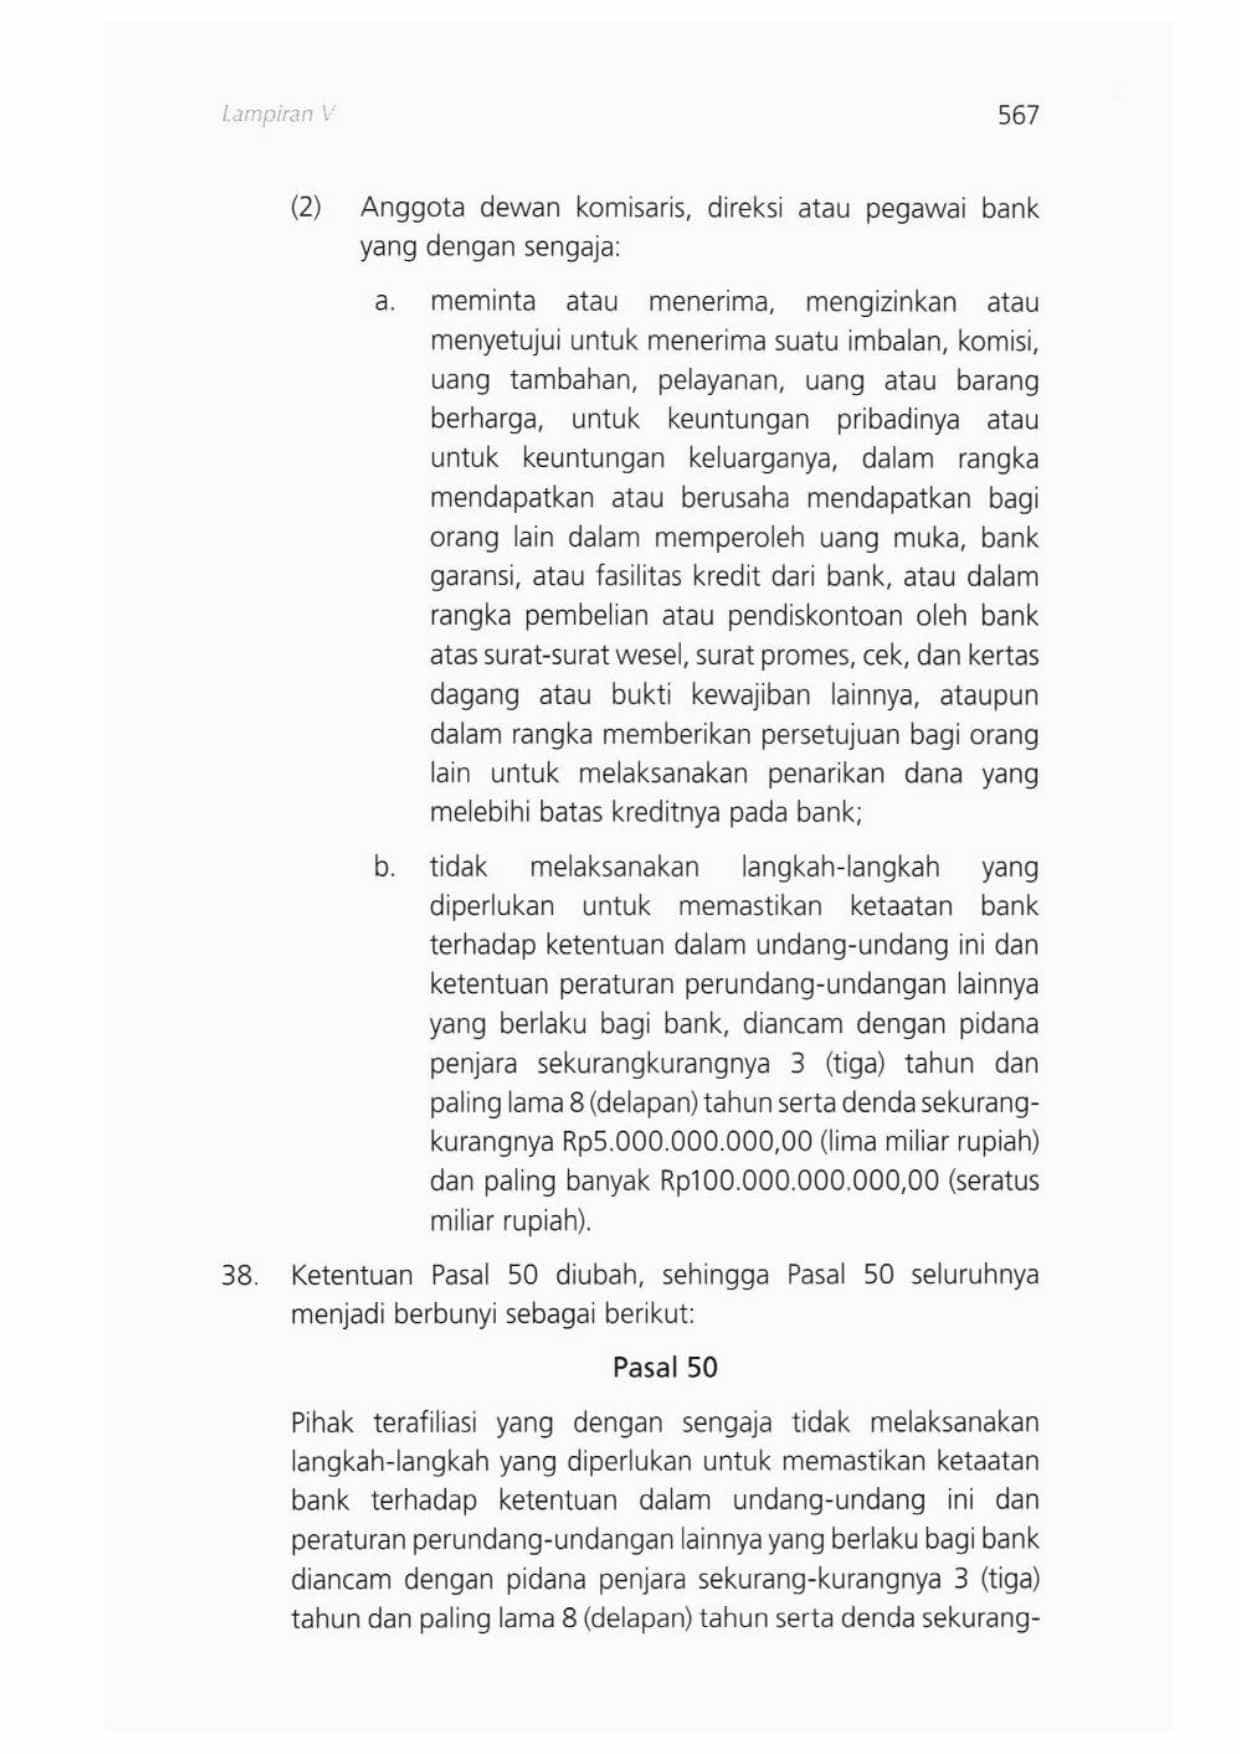 Lampiran V 567
(2) Anggota dewan komisaris, direksi atau pegawai bank
yang dengan sengaja:
a. meminta atau menerima, mengizinkan atau
menyetujui untuk menerima suatu imbalan, komisi,
uang tambahan, pelayanan, uang atau barang
berharga, untuk keuntungan pribadinya atau
untuk keuntungan keluarganya, dalam rangka
mendapatkan atau berusaha mendapatkan bagi
orang lain dalam memperoleh uang muka, bank
garansi, atau fasilitas kredit dari bank, atau dalam
rangka pembelian atau pendiskontoan oleh bank
atas surat-surat wesel, surat promes, cek, dan kertas
dagang atau bukti kewajiban lainnya, ataupun
dalam rangka memberikan persetujuan bagi orang
lain untuk melaksanakan penarikan dana yang
melebihi batas kreditnya pada bank;
b. tidak melaksanakan langkah-langkah yang
diperlukan untuk memastikan ketaatan bank
terhadap ketentuan dalam undang-undang ini dan
ketentuan peraturan perundang-undangan lainnya
yang berlaku bagi bank, diancam dengan pidana
penjara sekurangkurangnya 3 (tiga) tahun dan
paling lama 8 (delapan) tahun serta denda sekurang-
kurangnya Rp5.000.000.000,00 (lima miliar rupiah)
dan paling banyak Rp100.000.000.000,00 (seratus
miliar rupiah).
38. Ketentuan Pasal 50 diubah, sehingga Pasal 50 seluruhnya
menjadi berbunyi sebagai berikut:
Pasal 50
Pihak terafiliasi yang dengan sengaja tidak melaksanakan
langkah-langkah yang diperlukan untuk memastikan ketaatan
bank terhadap ketentuan dalam undang-undang ini dan
peraturan perundang-undangan lainnya yang berlaku bagi bank
diancam dengan pidana penjara sekurang-kurangnya 3 (tiga)
tahun dan paling lama 8 (delapan) tahun serta denda sekurang-